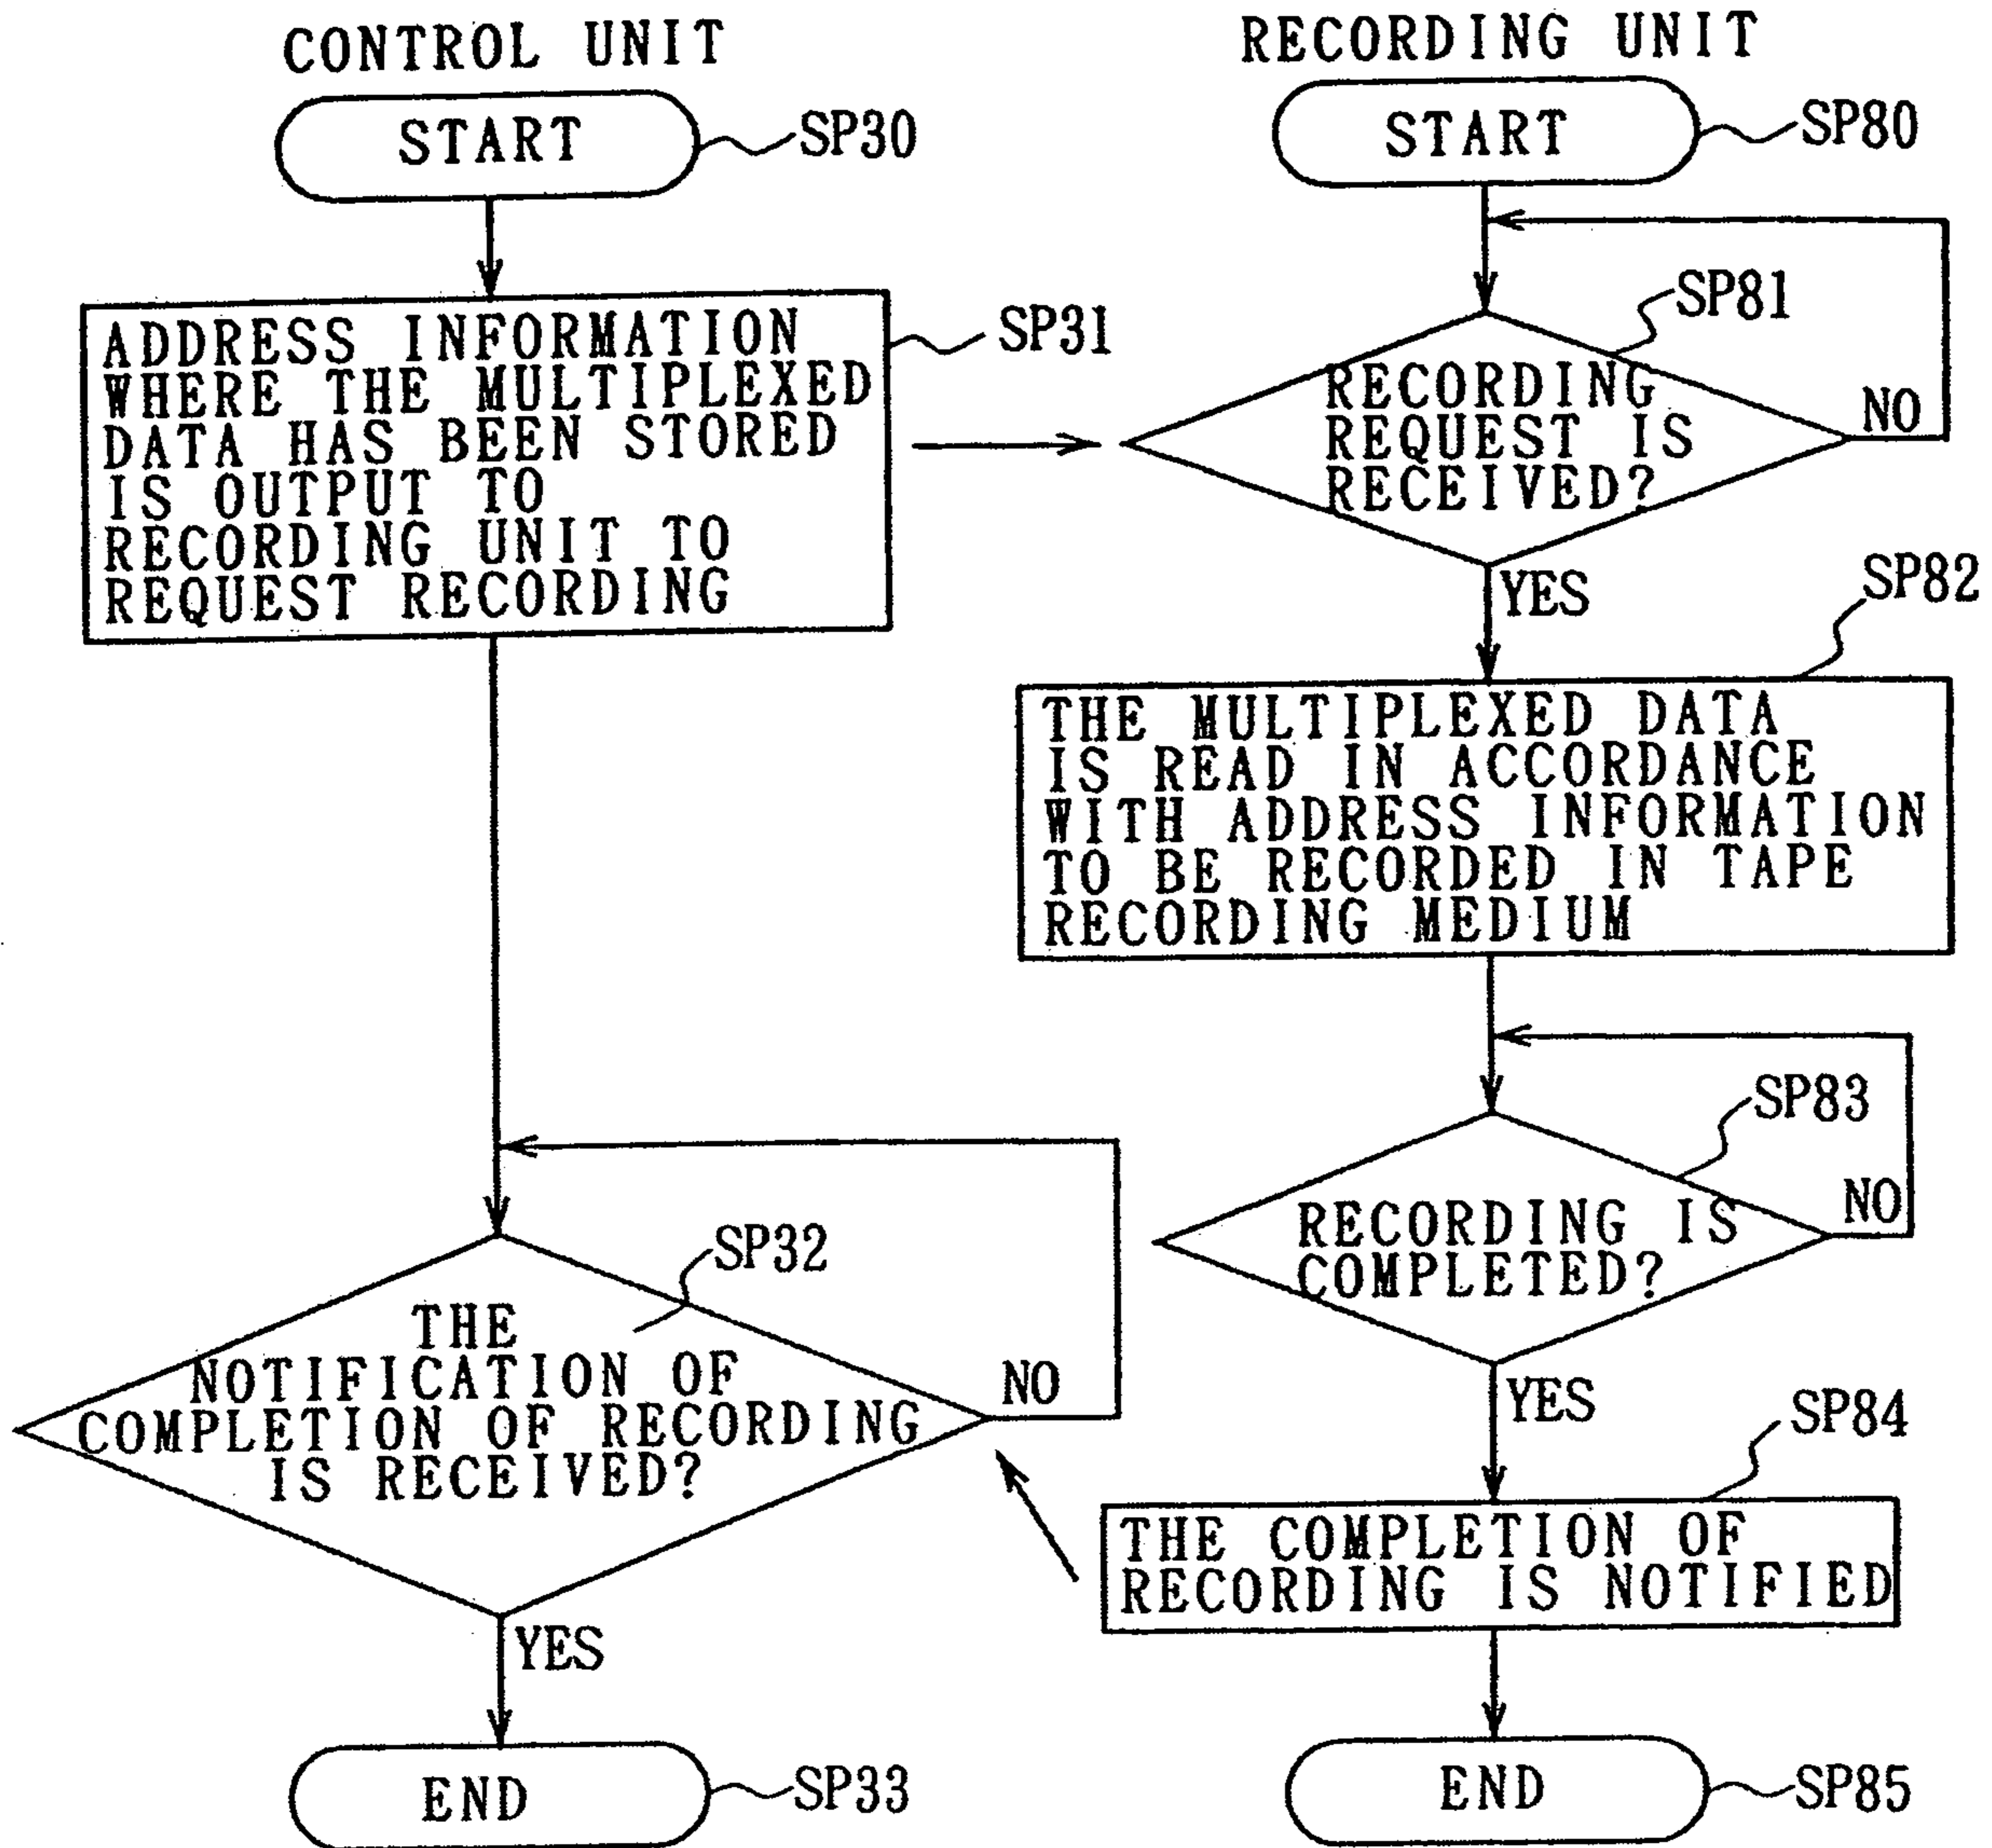 CONTROL UNIT
START
SP30
ADDRESS INFORMATION
WHERE THE MULTIPLEXED
DATA HAS BEEN STORED
IS OUTPUT TO
RECORDING UNIT TO
REQUEST RECORDING
SP31
SP32
THE
NOTIFICATION OF
COMPLETION OF RECORDING
IS RECEIVED?
NO
YES
END
SP33
RECORDING UNIT
START
SP80
SP81
RECORDING
REQUEST IS
RECEIVED?
NO
YES
SP82
THE MULTIPLEXED DATA
IS READ IN ACCORDANCE
WITH ADDRESS INFORMATION
TO BE RECORDED IN TAPE
RECORDING MEDIUM
SP83
RECORDING IS
COMPLETED?
NO
YES
SP84
THE COMPLETION OF
RECORDING IS NOTIFIED
END
SP85